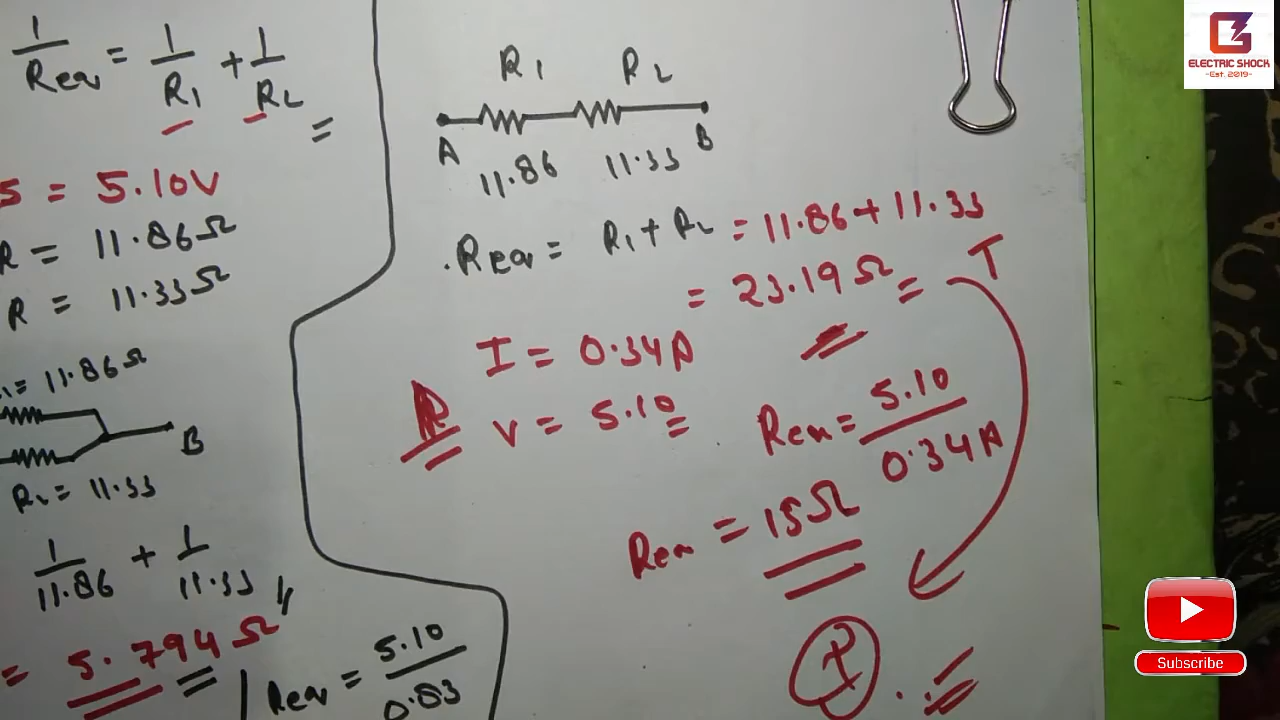 1/Req = 1/R1 + 1/R2 =
= 5.10V
R = 11.86Ω
R = 11.33Ω
= 11.86Ω
B
R2 = 11.33
1/11.86 + 1/11.33
= 5.794Ω
Req = 5.10/0.83
R1 R2
A B
11.86 11.33
Req = R1 + R2 = 11.86 + 11.33
= 23.19Ω = T
I = 0.34A
R V = 5.10
Req = 5.10/0.34A
Req = 15Ω
ELECTRIC SHOCK
-Est. 2019-
Subscribe